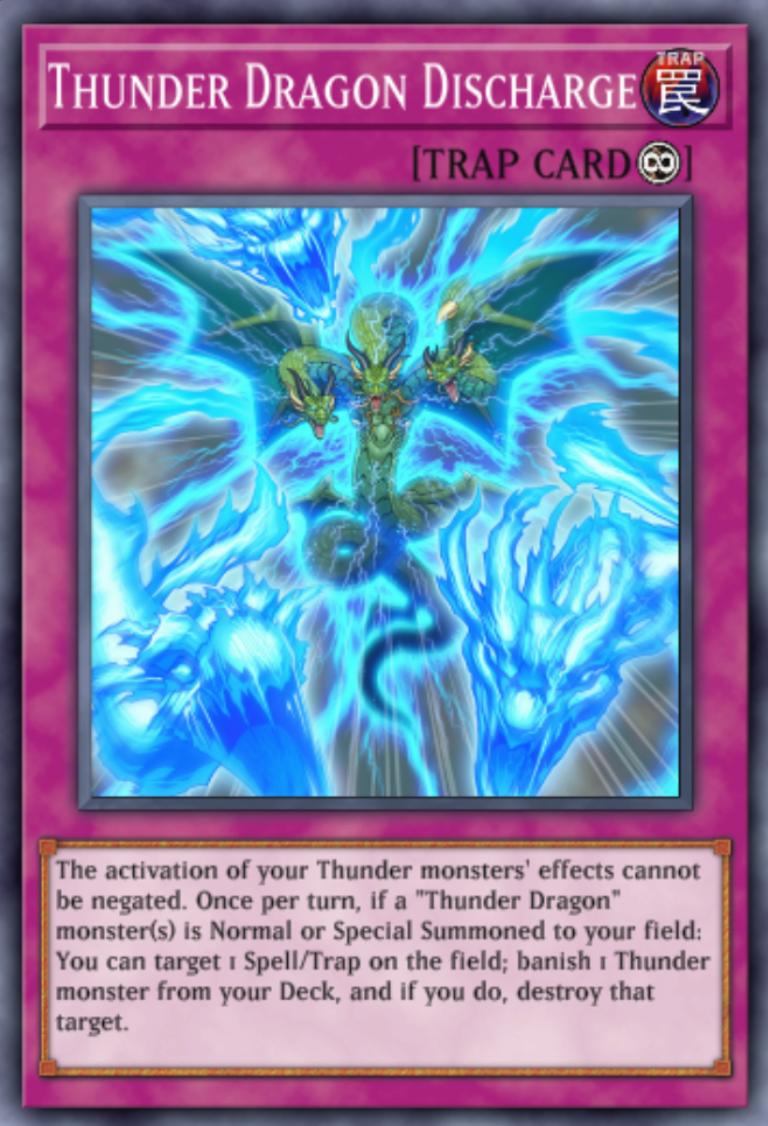 THUNDER DRAGON DISCHARGE
TRAP
罠
[TRAP CARD♾]
The activation of your Thunder monsters' effects cannot
be negated. Once per turn, if a "Thunder Dragon"
monster(s) is Normal or Special Summoned to your field:
You can target 1 Spell/Trap on the field; banish 1 Thunder
monster from your Deck, and if you do, destroy that
target.